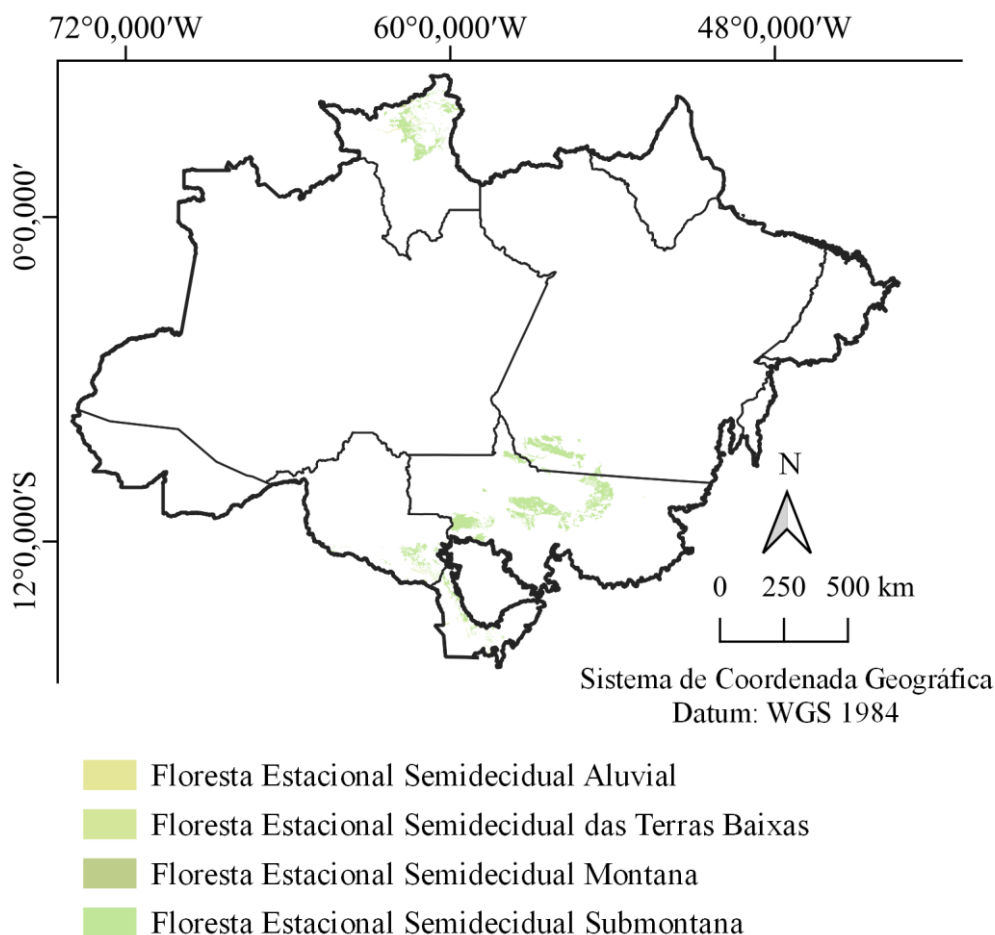 72°0,000′W 60°0,000′W 48°0,000′W
0°0,000′
12°0,000′S
N
0 250 500 km
Sistema de Coordenada Geográfica
Datum: WGS 1984
Floresta Estacional Semidecidual Aluvial
Floresta Estacional Semidecidual das Terras Baixas
Floresta Estacional Semidecidual Montana
Floresta Estacional Semidecidual Submontana